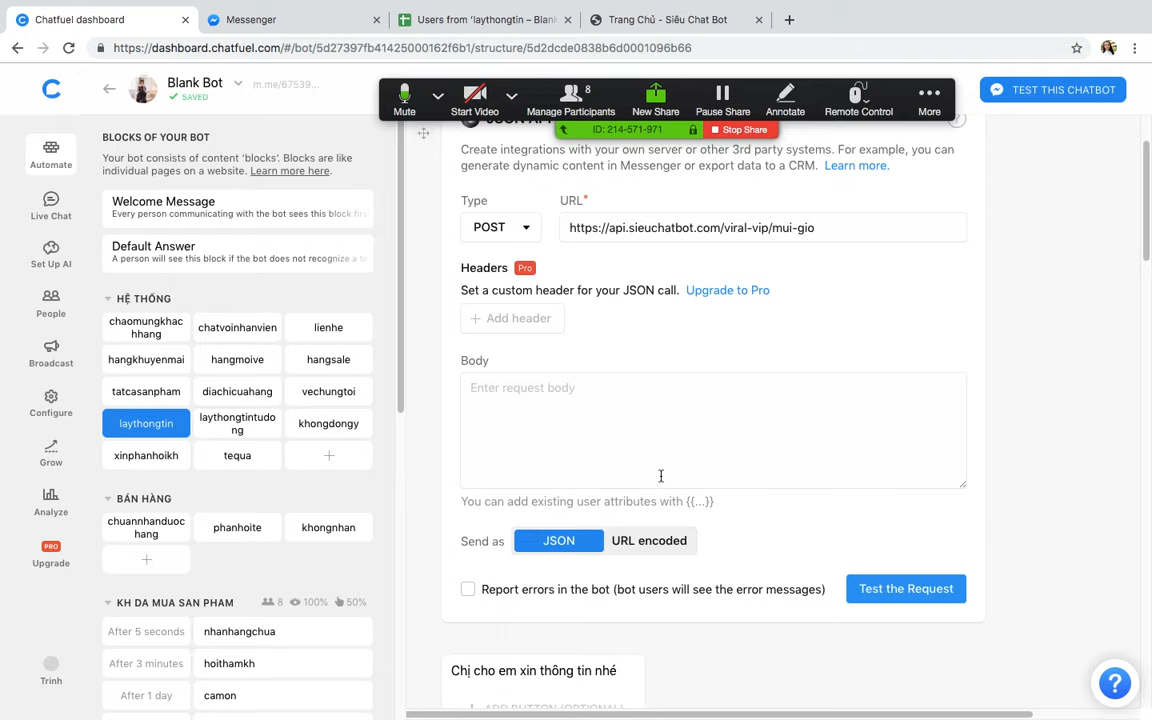 Chatfuel dashboard
Messenger
Users from 'laythongtin – Blank
Trang Chủ - Siêu Chat Bot
https://dashboard.chatfuel.com/#/bot/5d27397fb41425000162f6b1/structure/5d2dcde0838b6d0001096b66
Blank Bot
m.me/67539...
SAVED
Mute
Start Video
8
Manage Participants
New Share
Pause Share
Annotate
Remote Control
More
ID: 214-571-971
Stop Share
TEST THIS CHATBOT
Automate
Live Chat
Set Up AI
People
Broadcast
Configure
Grow
Analyze
PRO
Upgrade
Trinh
BLOCKS OF YOUR BOT
Your bot consists of content 'blocks'. Blocks are like
individual pages on a website. Learn more here.
Welcome Message
Every person communicating with the bot sees this block firs
Default Answer
A person will see this block if the bot does not recognize a te
HỆ THỐNG
chaomungkhac
hhang
chatvoinhanvien
lienhe
hangkhuyenmai
hangmoive
hangsale
tatcasanpham
diachicuahang
vechungtoi
laythongtin
laythongtintudo
ng
khongdongy
xinphanhoikh
tequa
BÁN HÀNG
chuannhanduoc
hang
phanhoite
khongnhan
KH DA MUA SAN PHAM
8
100%
50%
After 5 seconds
nhanhangchua
After 3 minutes
hoithamkh
After 1 day
camon
JSON API
Create integrations with your own server or other 3rd party systems. For example, you can
generate dynamic content in Messenger or export data to a CRM. Learn more.
Type
URL*
POST
https://api.sieuchatbot.com/viral-vip/mui-gio
Headers Pro
Set a custom header for your JSON call. Upgrade to Pro
+ Add header
Body
Enter request body
You can add existing user attributes with {{...}}
Send as
JSON
URL encoded
Report errors in the bot (bot users will see the error messages)
Test the Request
Chị cho em xin thông tin nhé
ADD BUTTON (OPTIONAL)